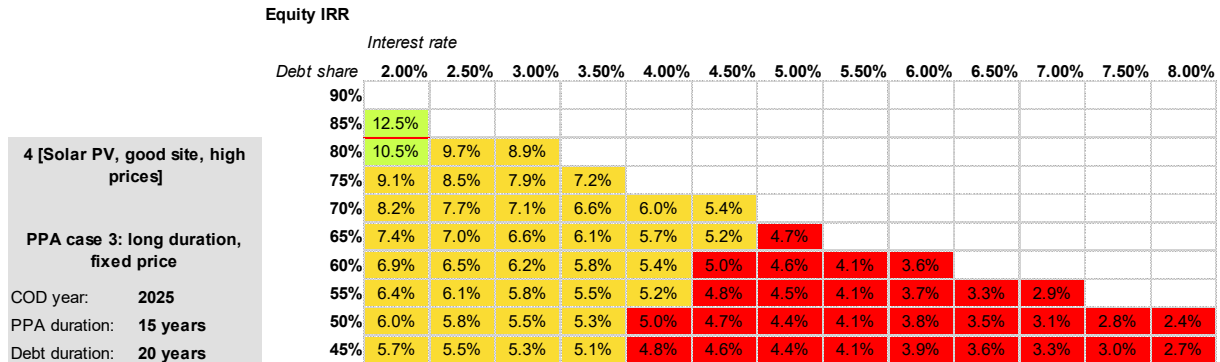 Equity IRR
Interest rate
Debt share 2.00% 2.50% 3.00% 3.50% 4.00% 4.50% 5.00% 5.50% 6.00% 6.50% 7.00% 7.50% 8.00%
90%
85% 12.5%
4 [Solar PV, good site, high prices]
80% 10.5% 9.7% 8.9%
75% 9.1% 8.5% 7.9% 7.2%
70% 8.2% 7.7% 7.1% 6.6% 6.0% 5.4%
PPA case 3: long duration, fixed price
65% 7.4% 7.0% 6.6% 6.1% 5.7% 5.2% 4.7%
60% 6.9% 6.5% 6.2% 5.8% 5.4% 5.0% 4.6% 4.1% 3.6%
COD year: 2025 55% 6.4% 6.1% 5.8% 5.5% 5.2% 4.8% 4.5% 4.1% 3.7% 3.3% 2.9%
PPA duration: 15 years 50% 6.0% 5.8% 5.5% 5.3% 5.0% 4.7% 4.4% 4.1% 3.8% 3.5% 3.1% 2.8% 2.4%
Debt duration: 20 years 45% 5.7% 5.5% 5.3% 5.1% 4.8% 4.6% 4.4% 4.1% 3.9% 3.6% 3.3% 3.0% 2.7%